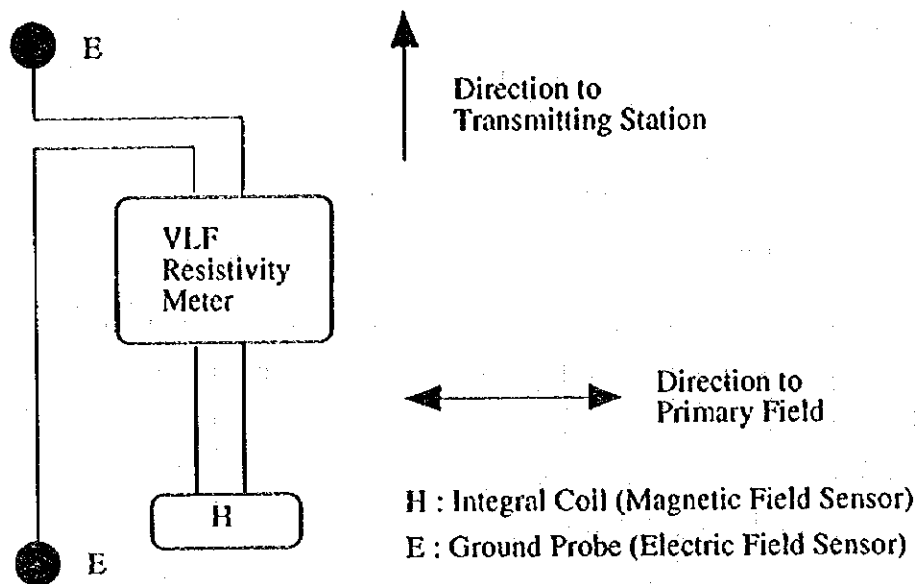 E
Direction to
Transmitting Station
VLF
Resistivity
Meter
Direction to
Primary Field
H
H : Integral Coil (Magnetic Field Sensor)
E
E : Ground Probe (Electric Field Sensor)